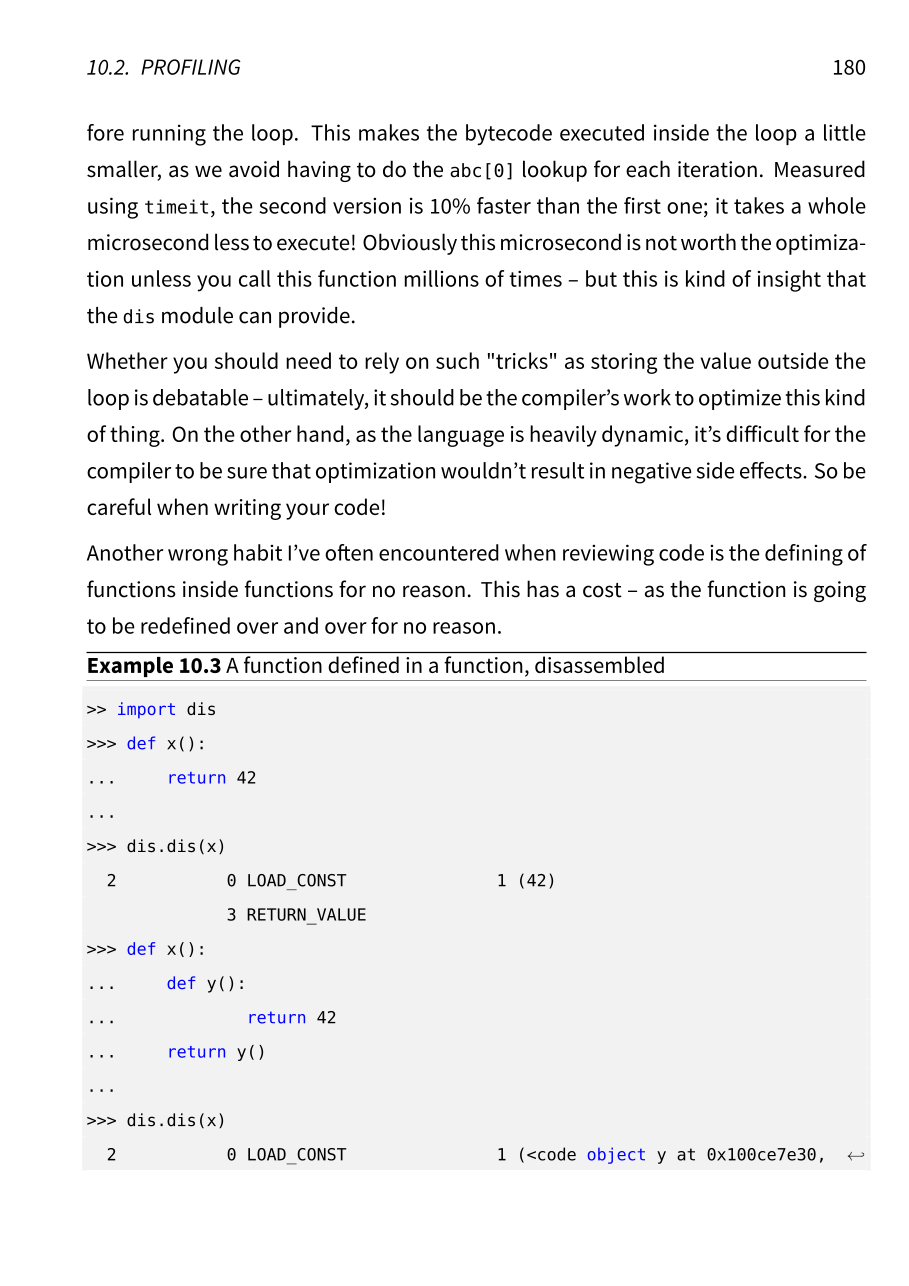 10.2. PROFILING 180
fore running the loop. This makes the bytecode executed inside the loop a little
smaller, as we avoid having to do the abc[0] lookup for each iteration. Measured
using timeit, the second version is 10% faster than the first one; it takes a whole
microsecond less to execute! Obviously this microsecond is not worth the optimiza-
tion unless you call this function millions of times – but this is kind of insight that
the dis module can provide.
Whether you should need to rely on such "tricks" as storing the value outside the
loop is debatable – ultimately, it should be the compiler’s work to optimize this kind
of thing. On the other hand, as the language is heavily dynamic, it’s difficult for the
compiler to be sure that optimization wouldn’t result in negative side effects. So be
careful when writing your code!
Another wrong habit I’ve often encountered when reviewing code is the defining of
functions inside functions for no reason. This has a cost – as the function is going
to be redefined over and over for no reason.
Example 10.3 A function defined in a function, disassembled
>> import dis
>>> def x():
...     return 42
...
>>> dis.dis(x)
  2           0 LOAD_CONST               1 (42)
              3 RETURN_VALUE
>>> def x():
...     def y():
...             return 42
...     return y()
...
>>> dis.dis(x)
  2           0 LOAD_CONST               1 (<code object y at 0x100ce7e30,  ↩